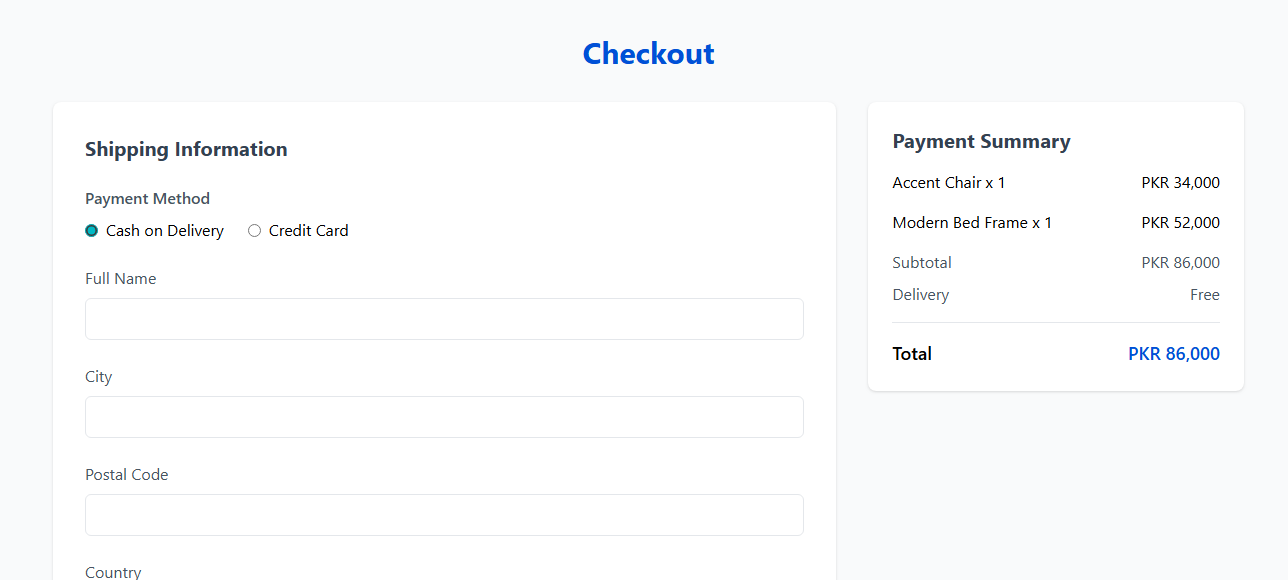 Checkout
Shipping Information
Payment Method
Cash on Delivery Credit Card
Full Name
City
Postal Code
Country
Payment Summary
Accent Chair x 1 PKR 34,000
Modern Bed Frame x 1 PKR 52,000
Subtotal PKR 86,000
Delivery Free
Total PKR 86,000